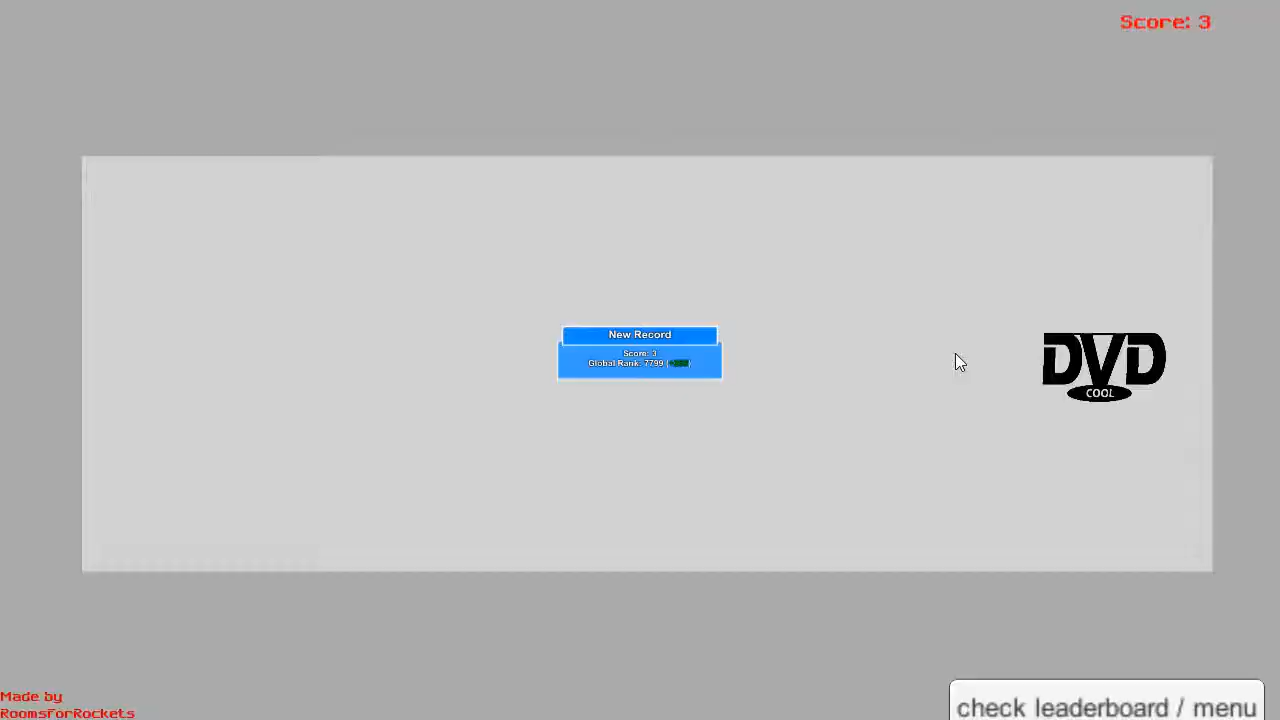 Score: 3
New Record
Score: 3
Global Rank: 7799
DVD
COOL
Made by
RoomsForRockets
check leaderboard / menu